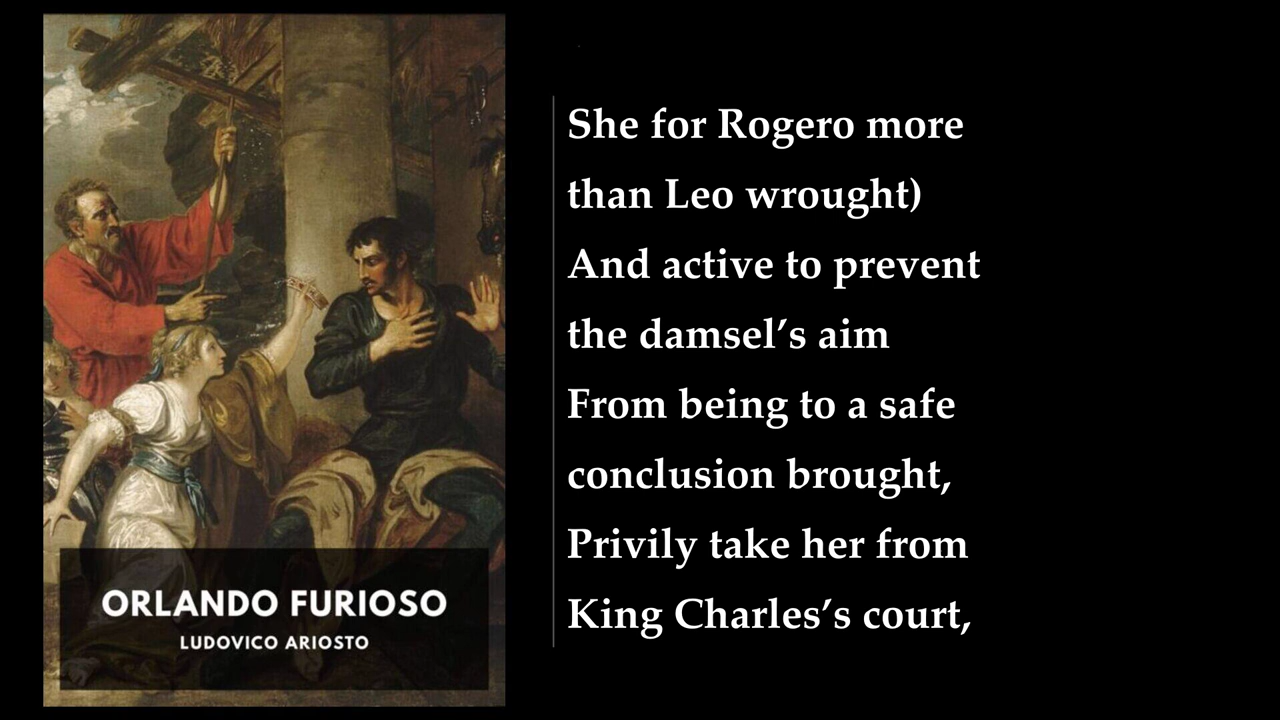 ORLANDO FURIOSO
LUDOVICO ARIOSTO
She for Rogero more
than Leo wrought)
And active to prevent
the damsel’s aim
From being to a safe
conclusion brought,
Privily take her from
King Charles’s court,